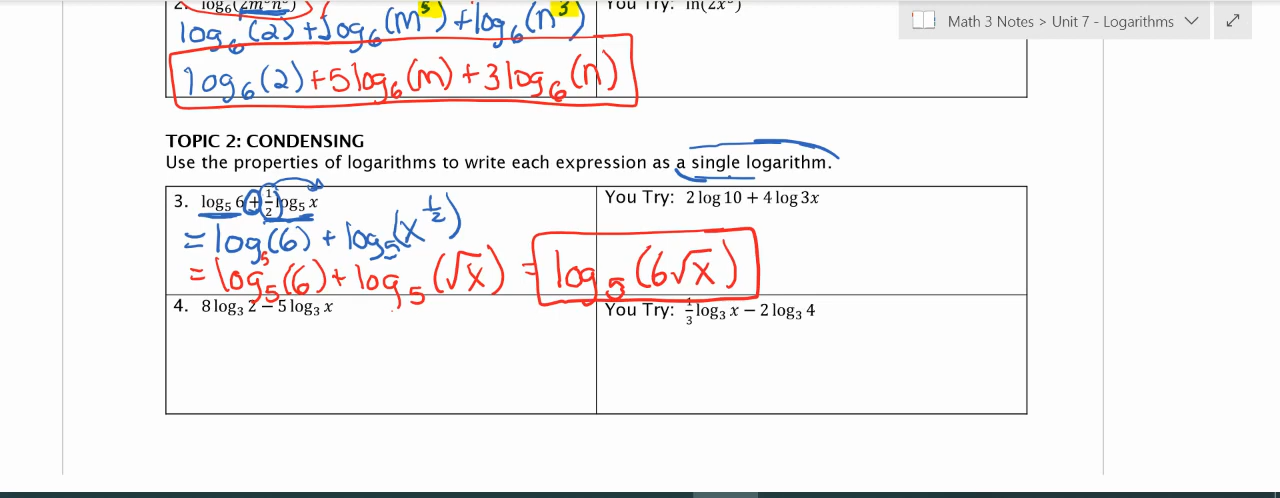 2. log₆(2m⁵n³)
You Try: ln(2x
Math 3 Notes > Unit 7 - Logarithms
log₆(2) + log₆(m⁵) + log₆(n³)
log₆(2) + 5log₆(m) + 3log₆(n)
TOPIC 2: CONDENSING
Use the properties of logarithms to write each expression as a single logarithm.
3. log₅ 6 + 1/2 log₅ x
You Try: 2 log 10 + 4 log 3x
= log₅(6) + log₅(x^1/2)
= log₅(6) + log₅(√x) = log₅(6√x)
4. 8 log₃ 2 − 5 log₃ x
You Try: 1/3 log₃ x − 2 log₃ 4